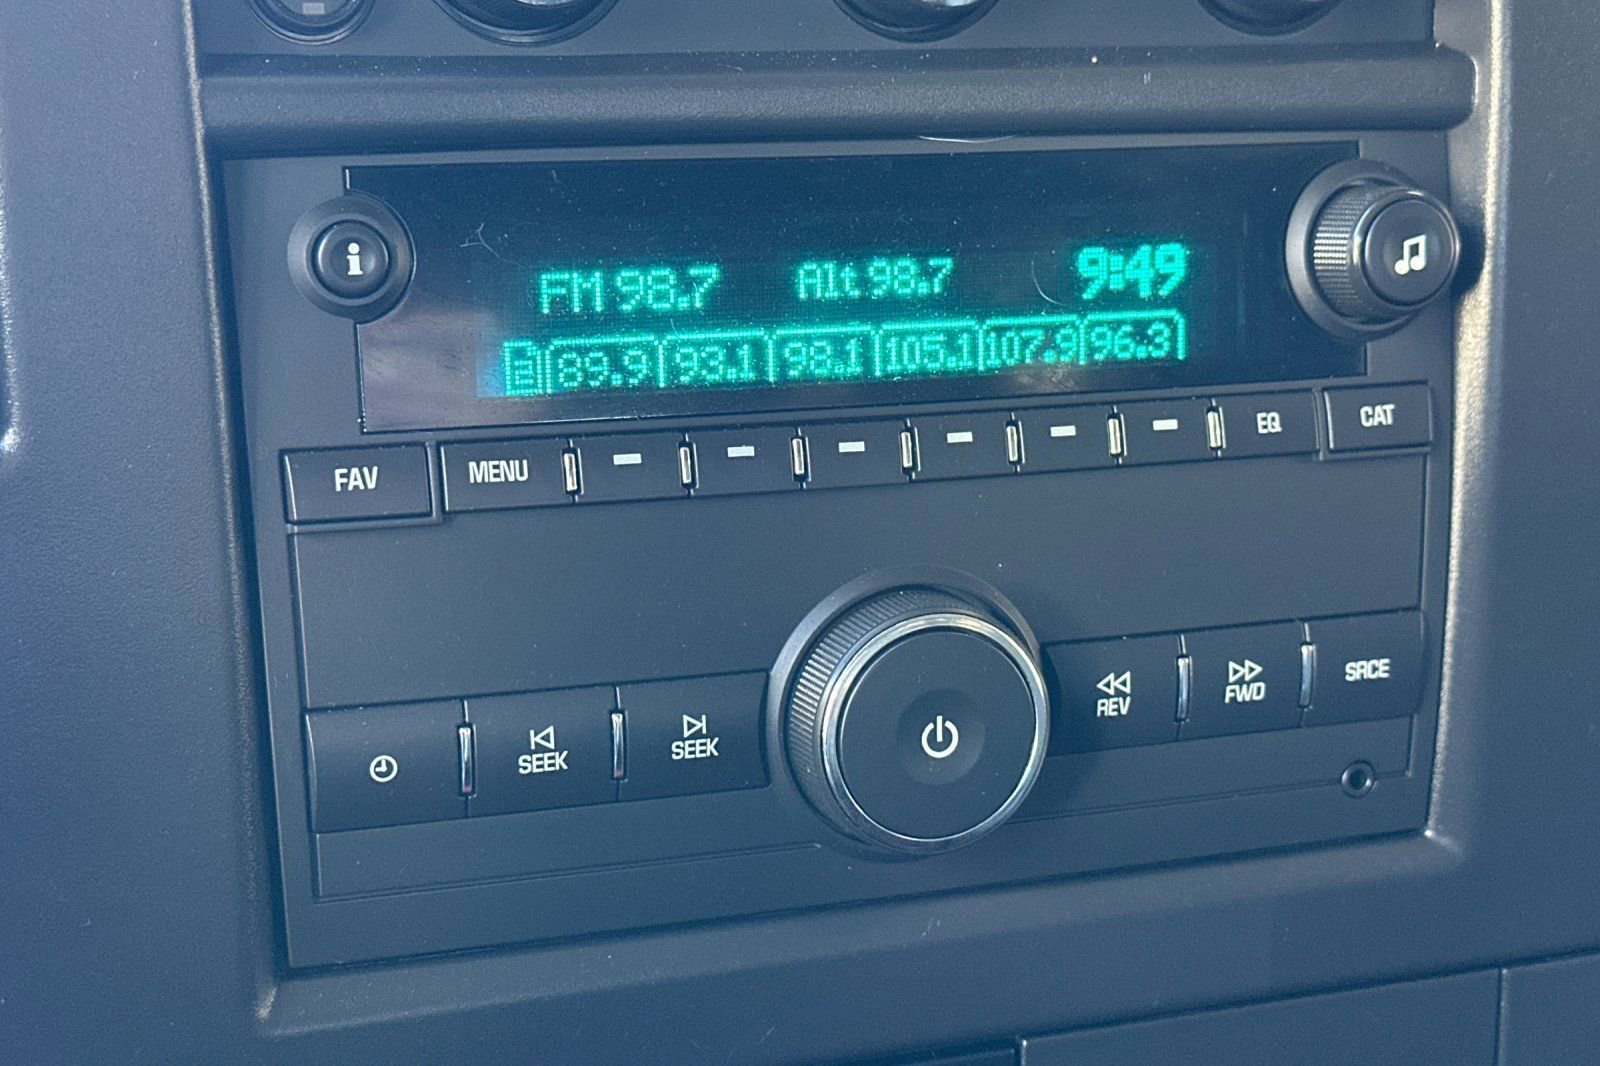 FM 98.7 Alt 98.7 9:49
89.9 93.1 98.1 105.1 107.9 96.3
FAV MENU EQ CAT
SEEK SEEK REV FWD SRCE